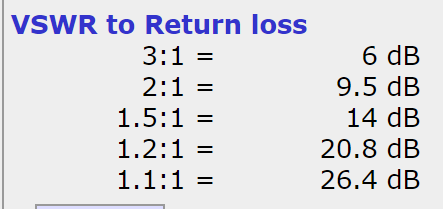 VSWR to Return loss
3:1 = 6 dB
2:1 = 9.5 dB
1.5:1 = 14 dB
1.2:1 = 20.8 dB
1.1:1 = 26.4 dB